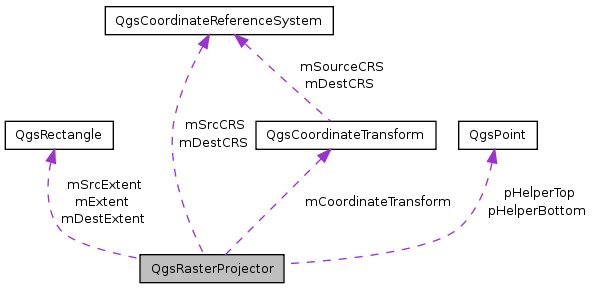 QgsCoordinateReferenceSystem
mSourceCRS
mDestCRS
mSrcCRS
mDestCRS
QgsRectangle
QgsCoordinateTransform
QgsPoint
mSrcExtent
mExtent
mDestExtent
mCoordinateTransform
pHelperTop
pHelperBottom
QgsRasterProjector